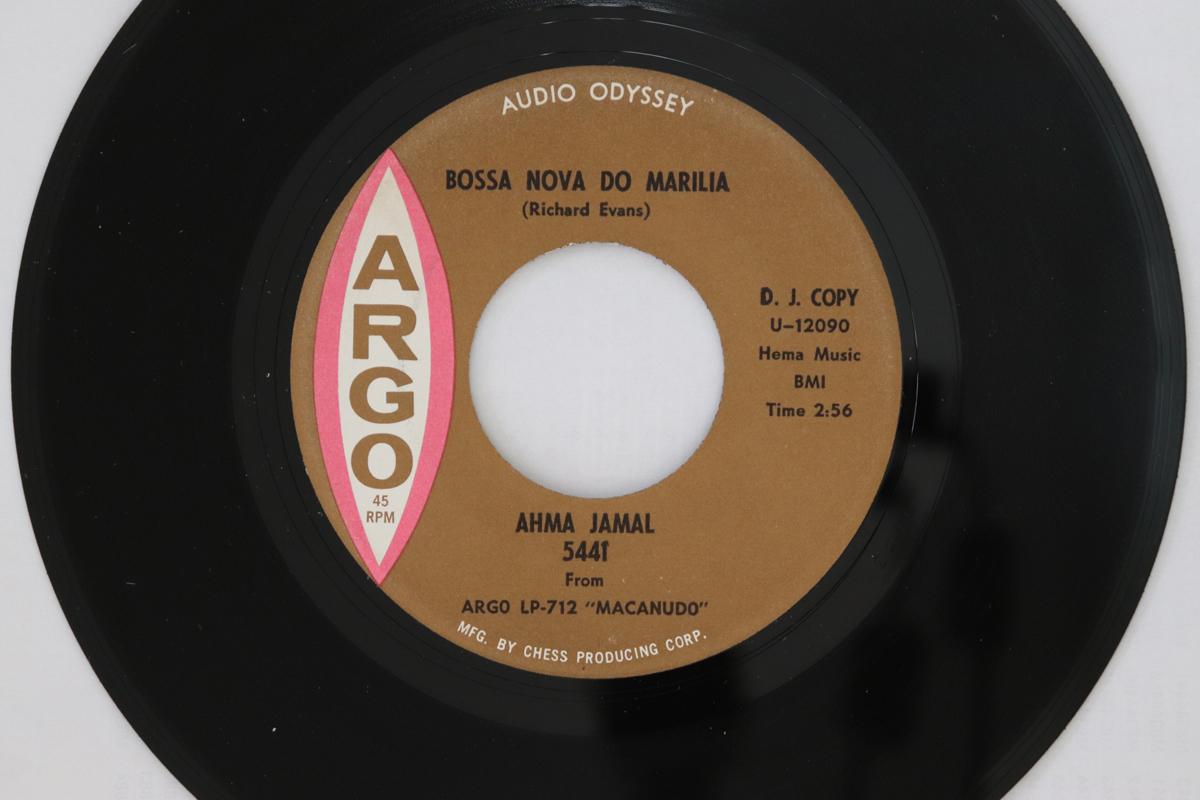 AUDIO ODYSSEY
BOSSA NOVA DO MARILIA
(Richard Evans)
ARGO
45
RPM
D. J. COPY
U-12090
Hema Music
BMI
Time 2:56
AHMA JAMAL
5441
From
ARGO LP-712 "MACANUDO"
MFG. BY CHESS PRODUCING CORP.